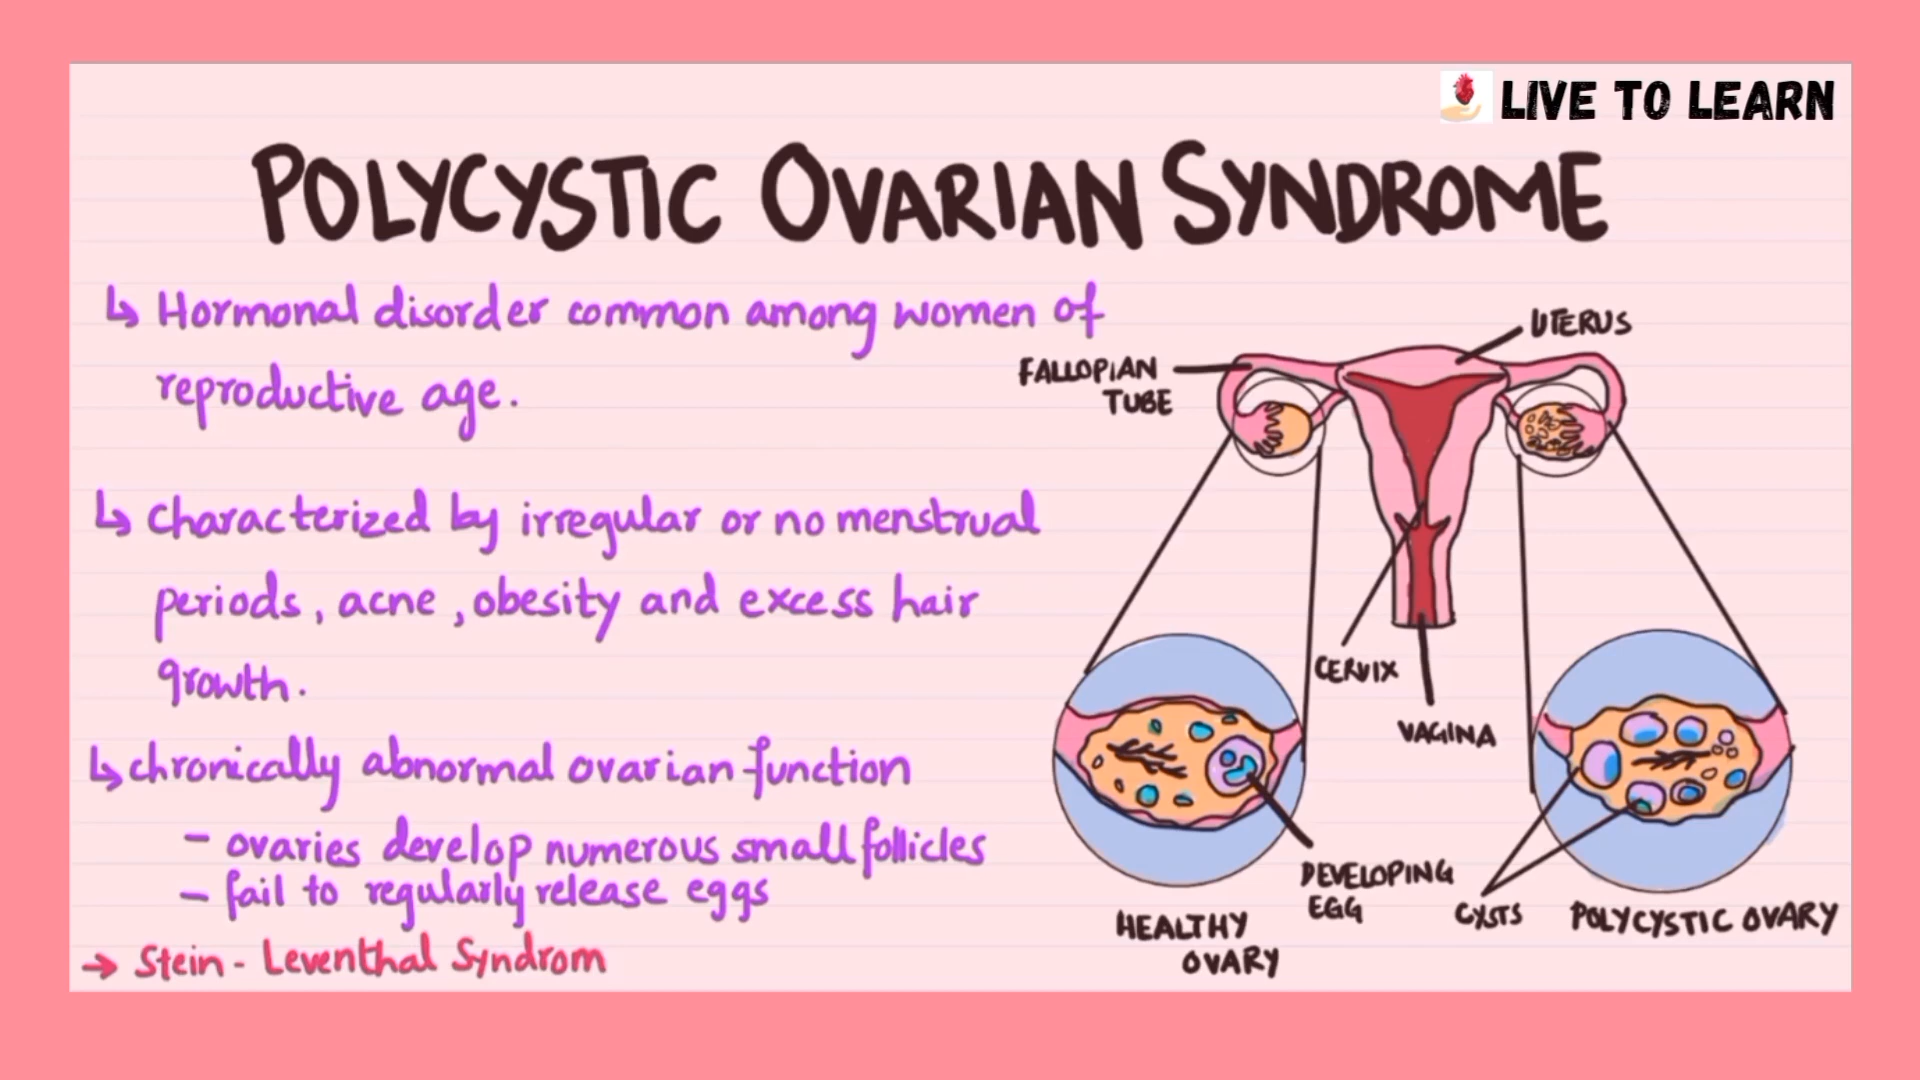 LIVE TO LEARN
POLYCYSTIC OVARIAN SYNDROME
↳ Hormonal disorder common among women of
reproductive age.
↳ Characterized by irregular or no menstrual
periods, acne, obesity and excess hair
growth.
↳ chronically abnormal ovarian function
- ovaries develop numerous small follicles
- fail to regularly release eggs
→ Stein - Leventhal Syndrom
UTERUS
FALLOPIAN
TUBE
CERVIX
VAGINA
DEVELOPING
EGG
HEALTHY
OVARY
CYSTS
POLYCYSTIC OVARY